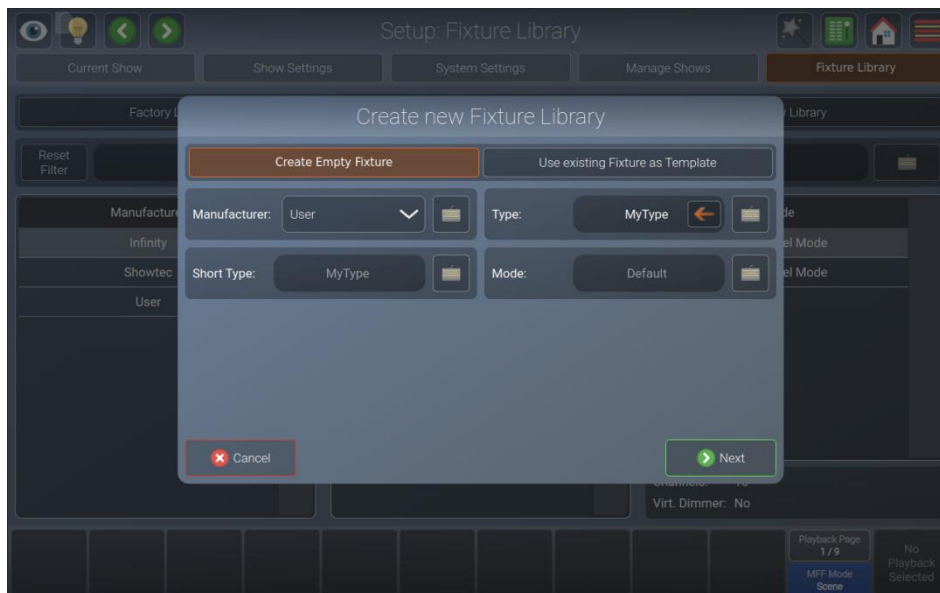 Setup: Fixture Library
Current Show
Show Settings
System Settings
Manage Shows
Fixture Library
Factory L
Library
Create new Fixture Library
Reset
Filter
Create Empty Fixture
Use existing Fixture as Template
Manufacturer:
User
Type:
MyType
Short Type:
MyType
Mode:
Default
Manufacture
de
Infinity
el Mode
Showtec
el Mode
User
Cancel
Next
Virt. Dimmer: No
Playback Page
1 / 9
MFF Mode
Scene
No
Playback
Selected